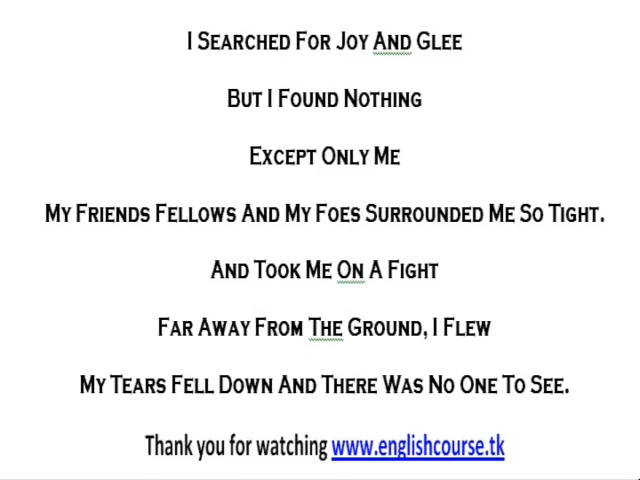 I Searched For Joy And Glee
But I Found Nothing
Except Only Me
My Friends Fellows And My Foes Surrounded Me So Tight.
And Took Me On A Fight
Far Away From The Ground, I Flew
My Tears Fell Down And There Was No One To See.
Thank you for watching www.englishcourse.tk